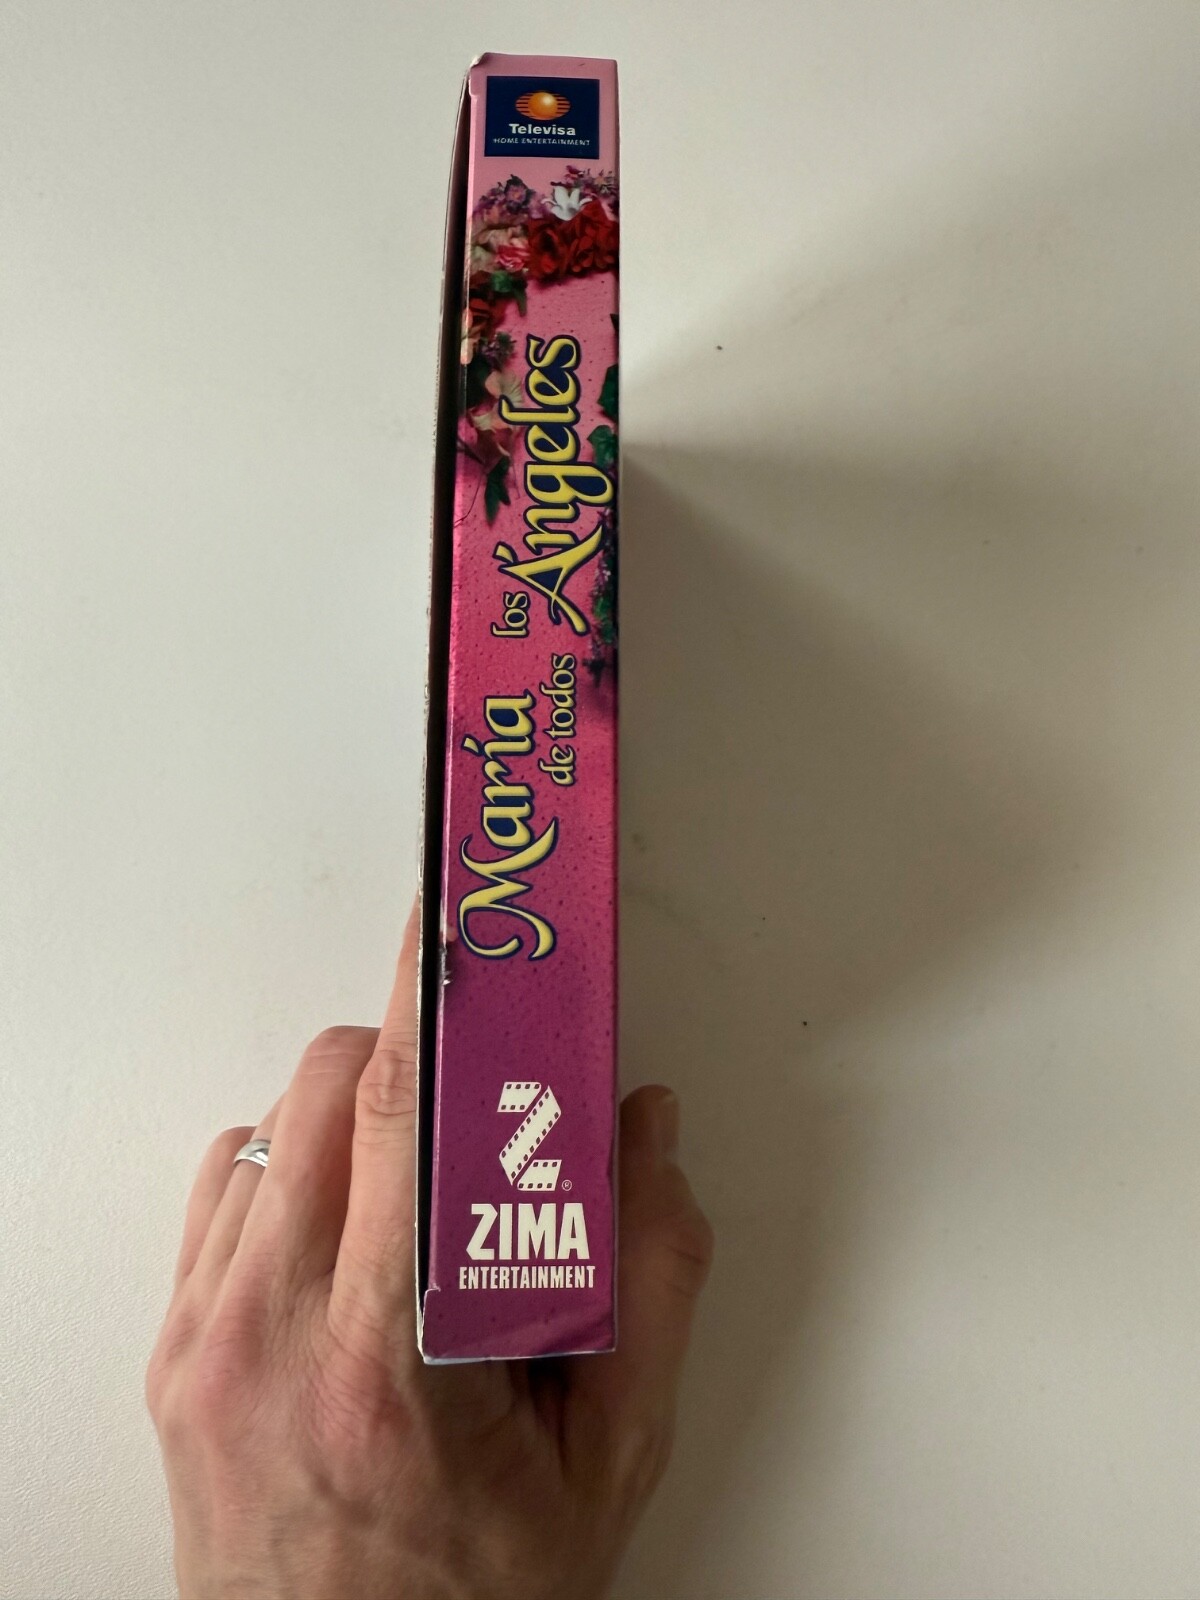 Televisa
HOME ENTERTAINMENT
María
de todos
los
Ángeles
ZIMA
ENTERTAINMENT